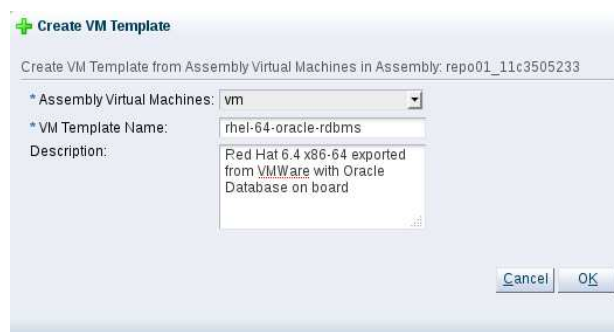 Create VM Template
Create VM Template from Assembly Virtual Machines in Assembly: repo01_11c3505233
* Assembly Virtual Machines: vm
* VM Template Name: rhel-64-oracle-rdbms
Description: Red Hat 6.4 x86-64 exported
from VMWare with Oracle
Database on board
Cancel OK